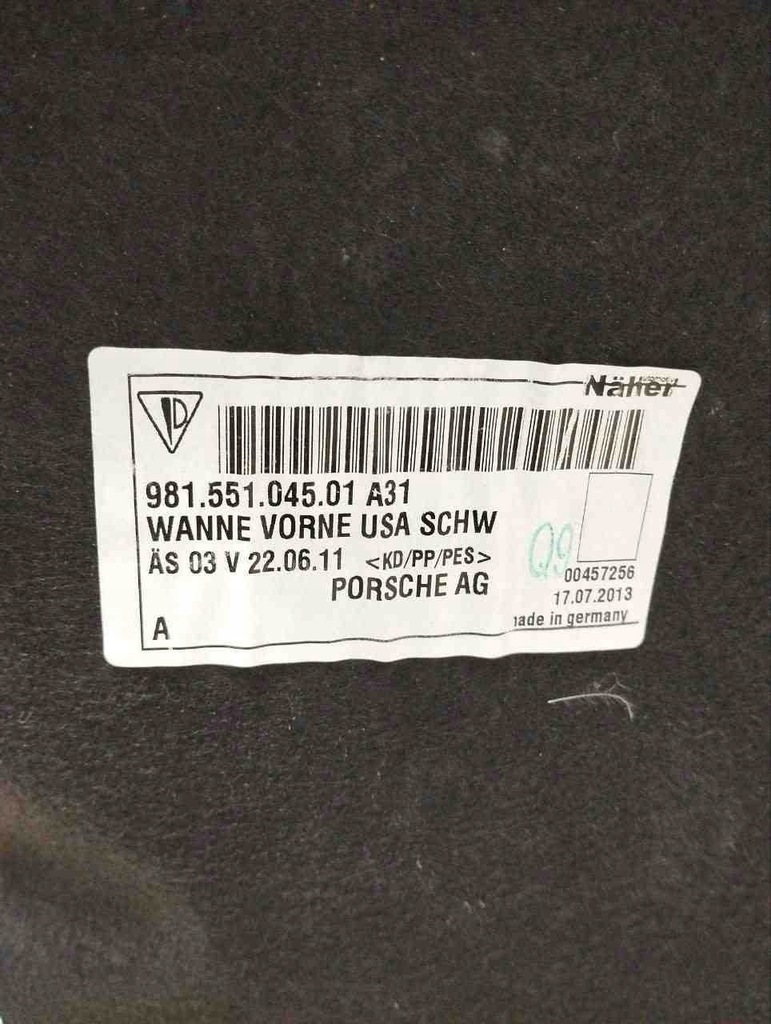 Näher
automotive
981.551.045.01 A31
WANNE VORNE USA SCHW
ÄS 03 V 22.06.11 <KD/PP/PES>
PORSCHE AG
Q9
00457256
17.07.2013
made in germany
A